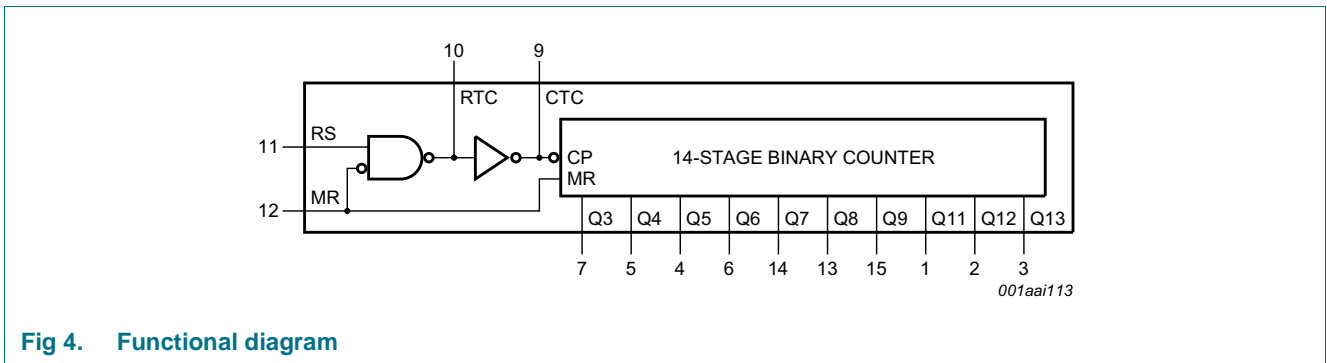 10 9
RTC CTC
11 RS
CP 14-STAGE BINARY COUNTER
MR
MR
12
Q3 Q4 Q5 Q6 Q7 Q8 Q9 Q11 Q12 Q13
7 5 4 6 14 13 15 1 2 3
001aai113
Fig 4. Functional diagram